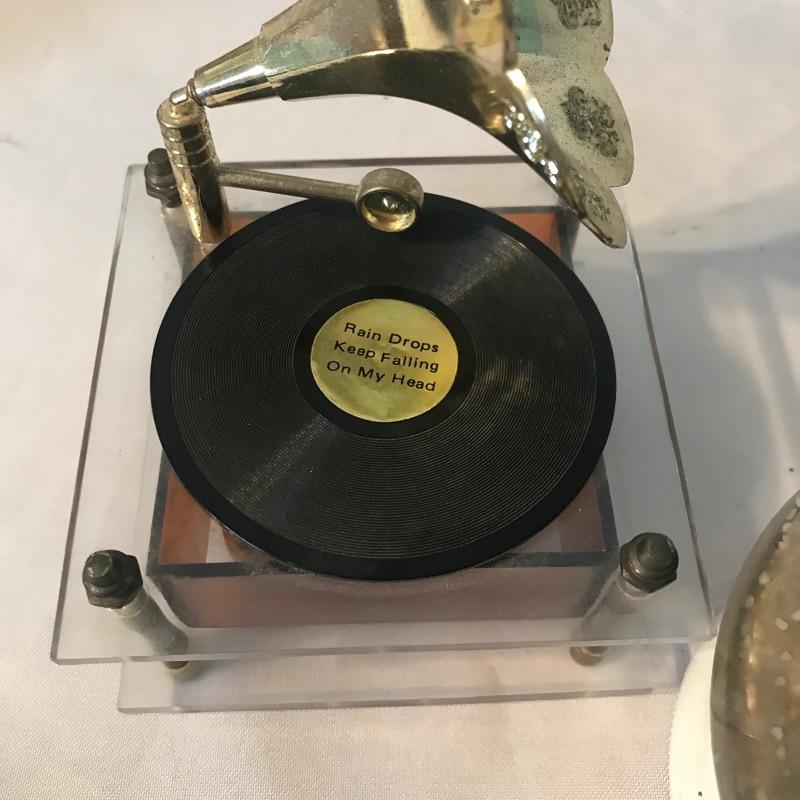 Rain Drops
Keep Falling
On My Head